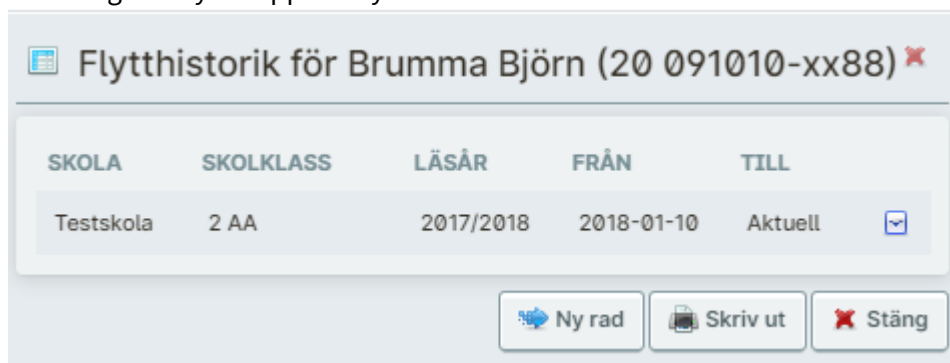 Flytthistorik för Brumma Björn (20 091010-xx88)
SKOLA SKOLKLASS LÄSÅR FRÅN TILL
Testskola 2 AA 2017/2018 2018-01-10 Aktuell
Ny rad Skriv ut Stäng